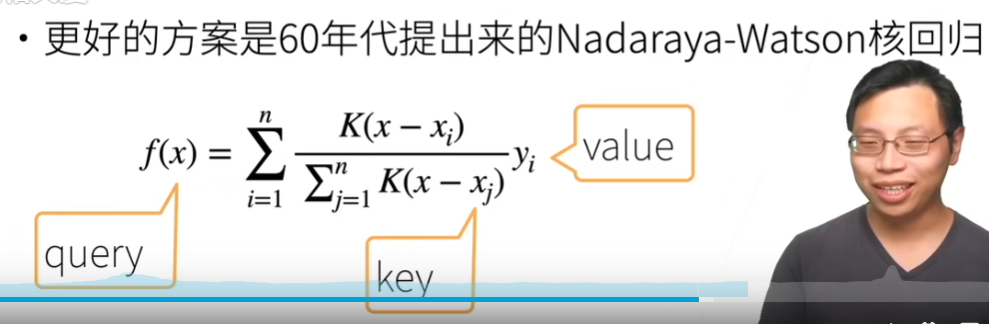 • 更好的方案是60年代提出来的Nadaraya-Watson核回归
f(x) = \sum_{i=1}^{n} \frac{K(x - x_i)}{\sum_{j=1}^{n} K(x - x_j)} y_i
value
query
key